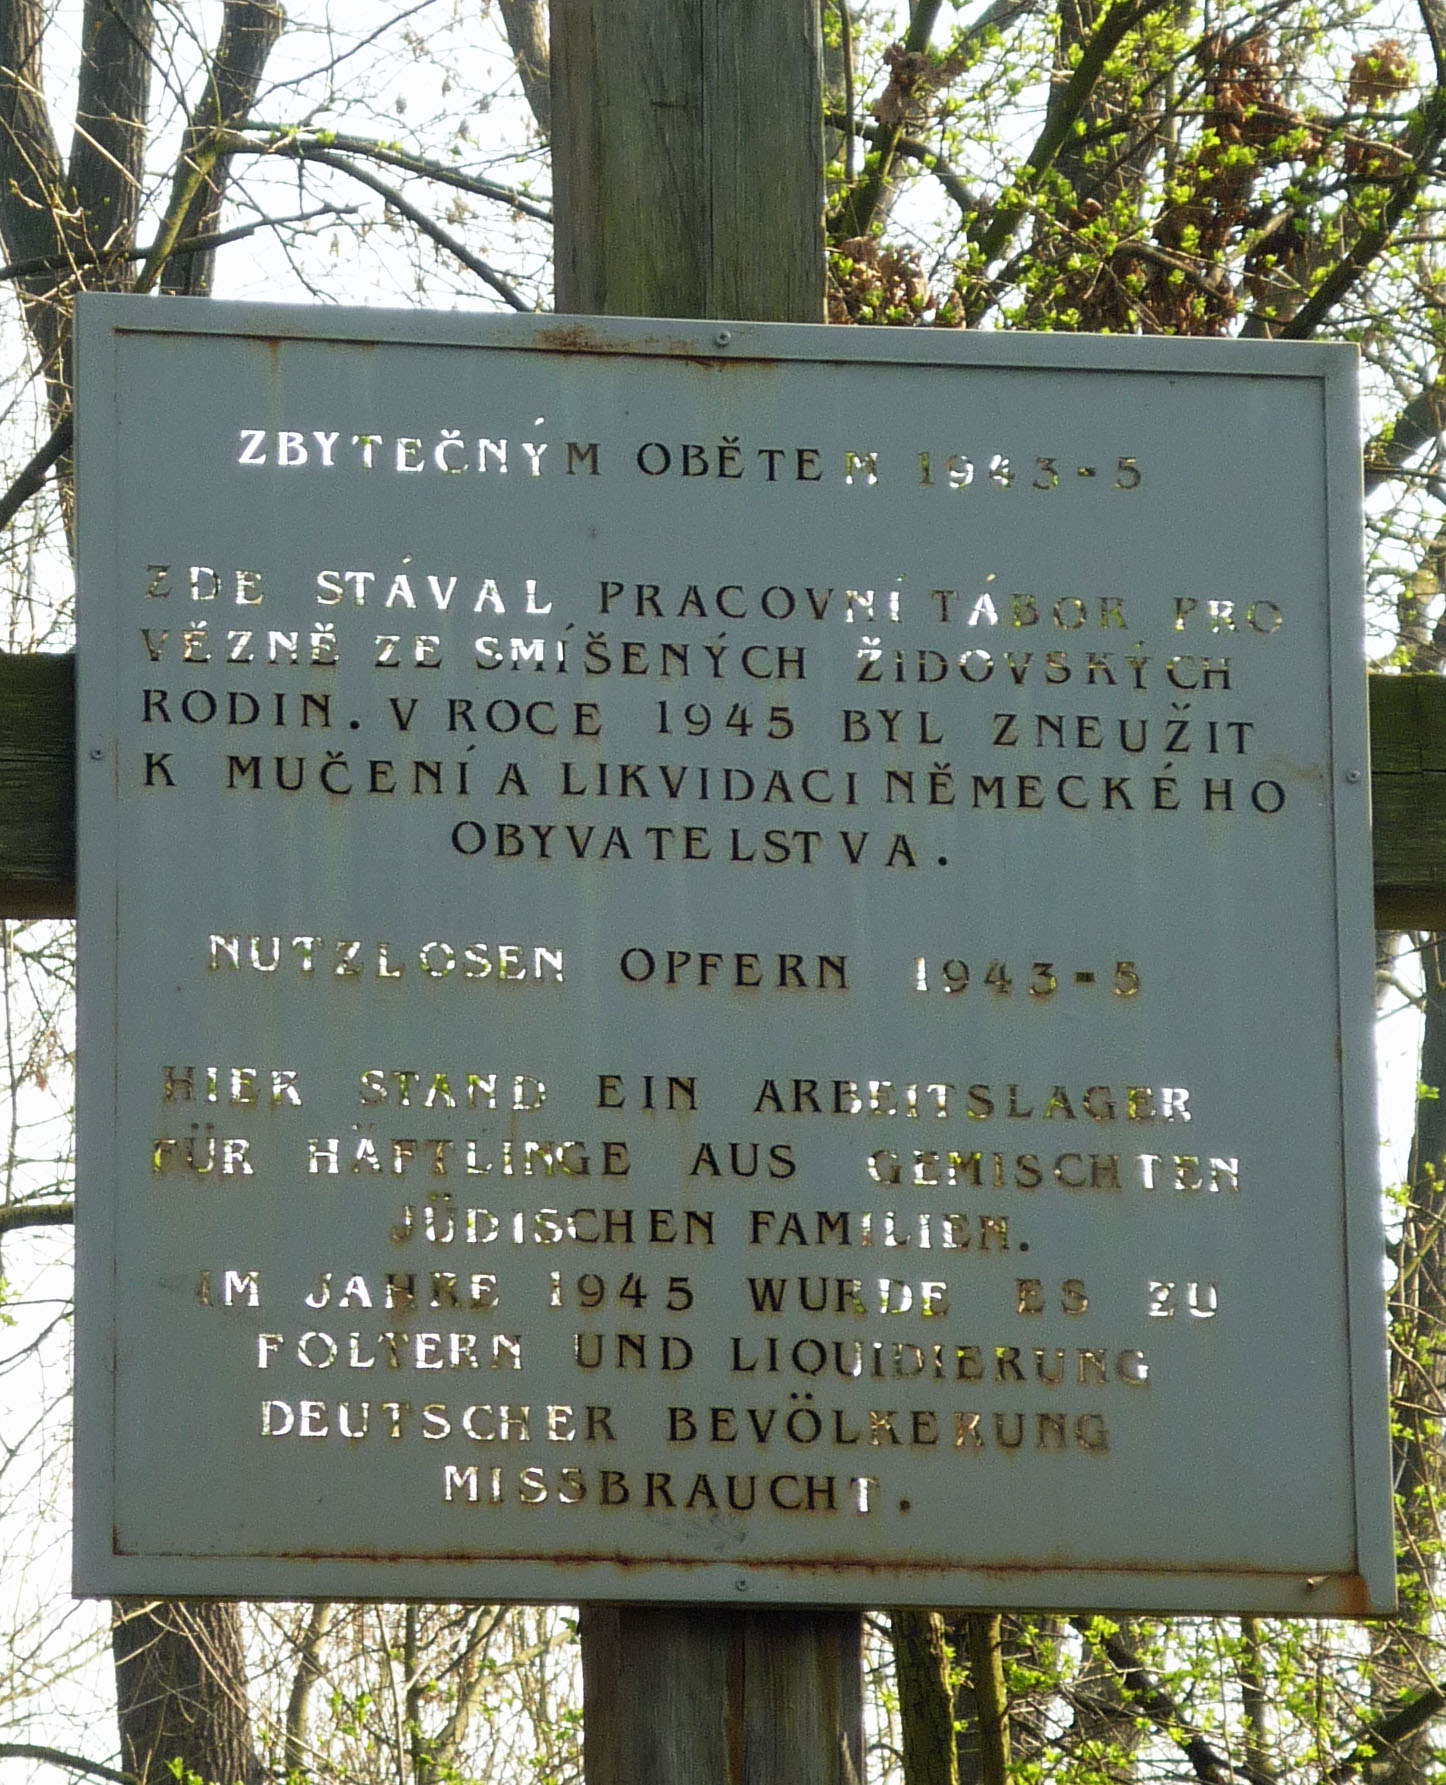 ZBYTEČNÝM OBĚTEM 1943-5
ZDE STÁVAL PRACOVNÍ TÁBOR PRO
VĚZNĚ ZE SMÍŠENÝCH ŽIDOVSKÝCH
RODIN. V ROCE 1945 BYL ZNEUŽIT
K MUČENÍ A LIKVIDACI NĚMECKÉHO
OBYVATELSTVA.
NUTZLOSEN OPFERN 1943-5
HIER STAND EIN ARBEITSLAGER
FÜR HÄFTLINGE AUS GEMISCHTEN
JÜDISCHEN FAMILIEN.
IM JAHRE 1945 WURDE ES ZU
FOLTERN UND LIQUIDIERUNG
DEUTSCHER BEVÖLKERUNG
MISSBRAUCHT.